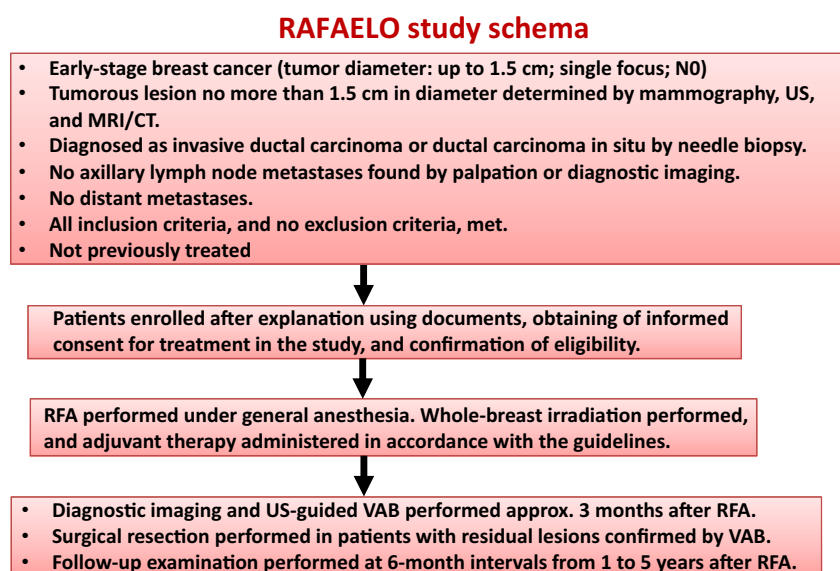 RAFAELO study schema
• Early-stage breast cancer (tumor diameter: up to 1.5 cm; single focus; N0)
• Tumorous lesion no more than 1.5 cm in diameter determined by mammography, US,
and MRI/CT.
• Diagnosed as invasive ductal carcinoma or ductal carcinoma in situ by needle biopsy.
• No axillary lymph node metastases found by palpation or diagnostic imaging.
• No distant metastases.
• All inclusion criteria, and no exclusion criteria, met.
• Not previously treated
Patients enrolled after explanation using documents, obtaining of informed
consent for treatment in the study, and confirmation of eligibility.
RFA performed under general anesthesia. Whole-breast irradiation performed,
and adjuvant therapy administered in accordance with the guidelines.
• Diagnostic imaging and US-guided VAB performed approx. 3 months after RFA.
• Surgical resection performed in patients with residual lesions confirmed by VAB.
• Follow-up examination performed at 6-month intervals from 1 to 5 years after RFA.